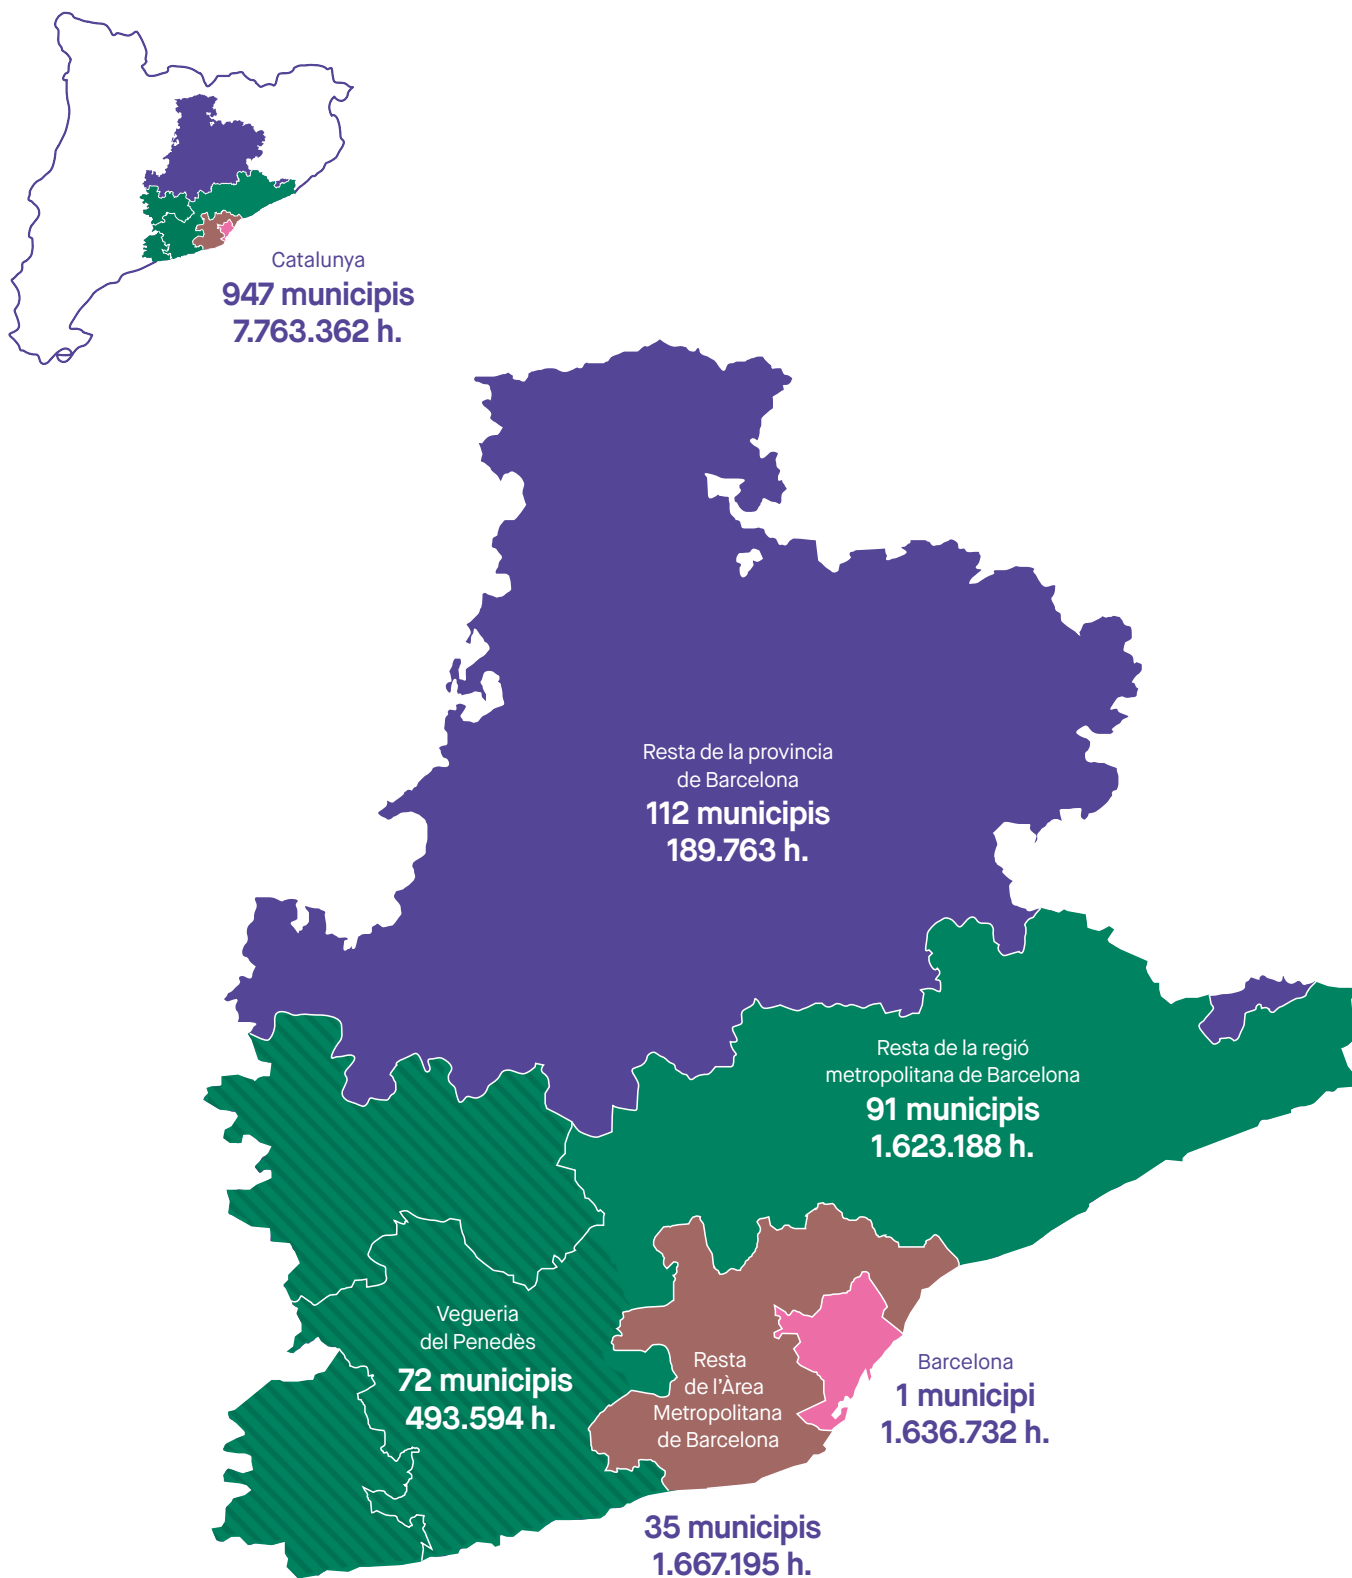 Catalunya
947 municipis
7.763.362 h.
Resta de la provincia
de Barcelona
112 municipis
189.763 h.
Resta de la regió
metropolitana de Barcelona
91 municipis
1.623.188 h.
Vegueria
del Penedès
72 municipis
493.594 h.
Resta
de l'Àrea
Metropolitana
de Barcelona
35 municipis
1.667.195 h.
Barcelona
1 municipi
1.636.732 h.